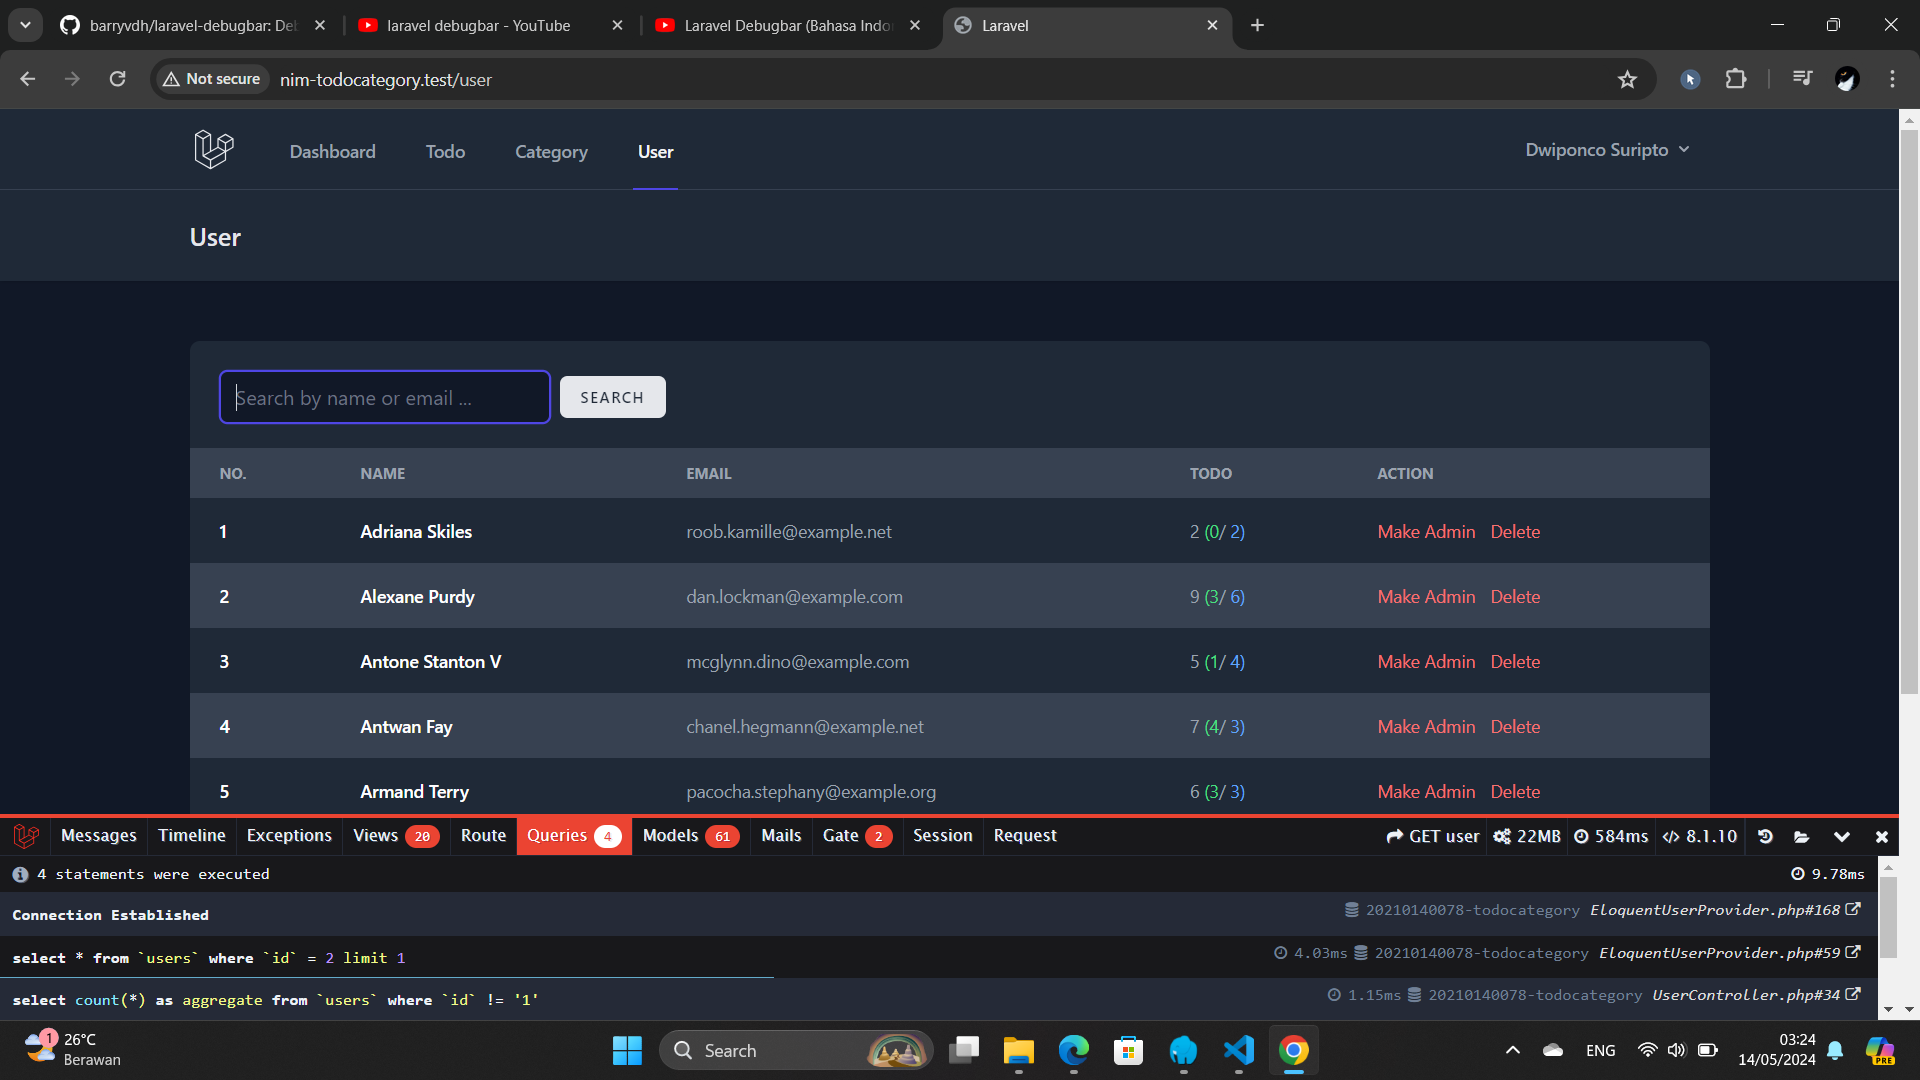 barryvdh/laravel-debugbar: Deb
laravel debugbar - YouTube
Laravel Debugbar (Bahasa Indon
Laravel
Not secure
nim-todocategory.test/user
Dashboard
Todo
Category
User
Dwiponco Suripto
User
Search by name or email ...
SEARCH
NO. NAME EMAIL TODO ACTION
1 Adriana Skiles roob.kamille@example.net 2 (0/ 2) Make Admin Delete
2 Alexane Purdy dan.lockman@example.com 9 (3/ 6) Make Admin Delete
3 Antone Stanton V mcglynn.dino@example.com 5 (1/ 4) Make Admin Delete
4 Antwan Fay chanel.hegmann@example.net 7 (4/ 3) Make Admin Delete
5 Armand Terry pacocha.stephany@example.org 6 (3/ 3) Make Admin Delete
Messages Timeline Exceptions Views 20 Route Queries 4 Models 61 Mails Gate 2 Session Request GET user 22MB 584ms 8.1.10
4 statements were executed 9.78ms
Connection Established 20210140078-todocategory EloquentUserProvider.php#168
select * from `users` where `id` = 2 limit 1 4.03ms 20210140078-todocategory EloquentUserProvider.php#59
select count(*) as aggregate from `users` where `id` != '1' 1.15ms 20210140078-todocategory UserController.php#34
1
26°C
Berawan
Search
ENG
03:24
14/05/2024
PRE